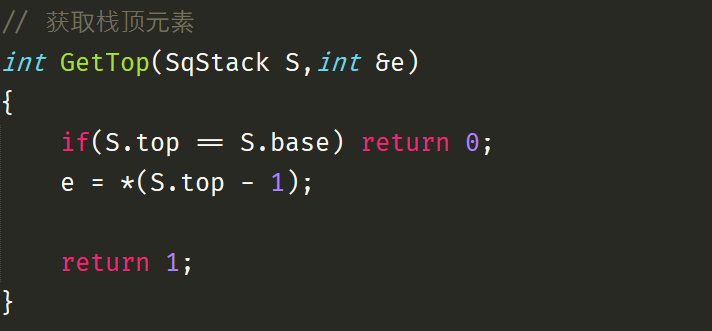 // 获取栈顶元素
int GetTop(SqStack S,int &e)
{
    if(S.top == S.base) return 0;
    e = *(S.top - 1);
    return 1;
}